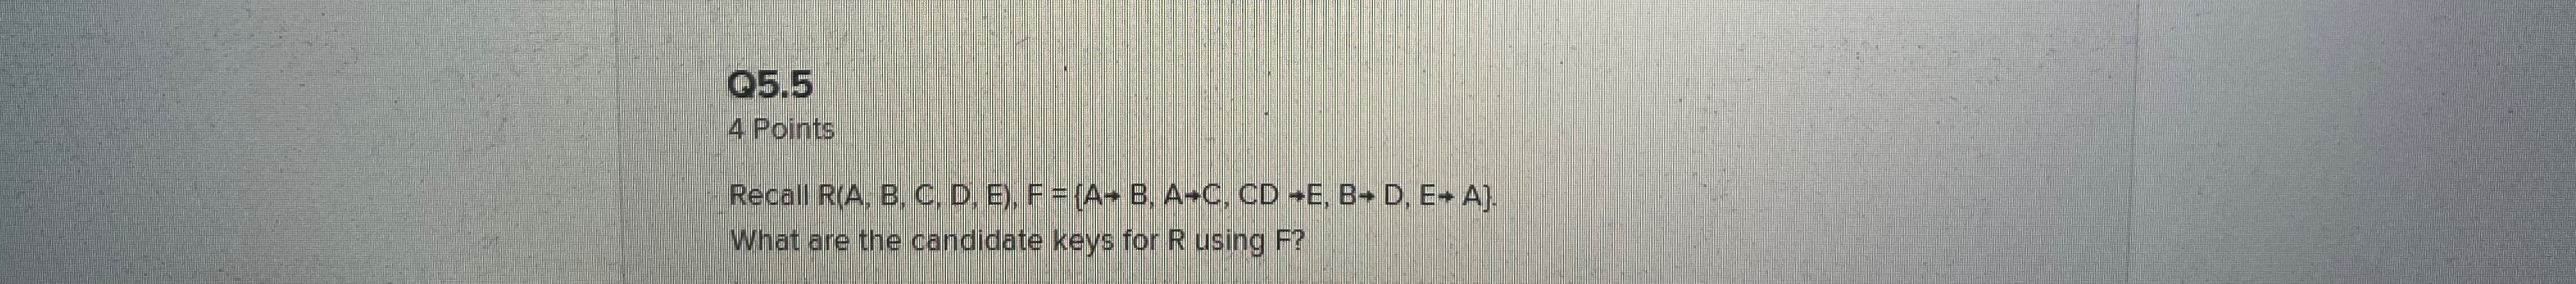 Q5.5
4 Points
Recall R(A, B, C, D, E), F = {A→ B, A→C, CD →E, B→ D, E→ A}.
What are the candidate keys for R using F?